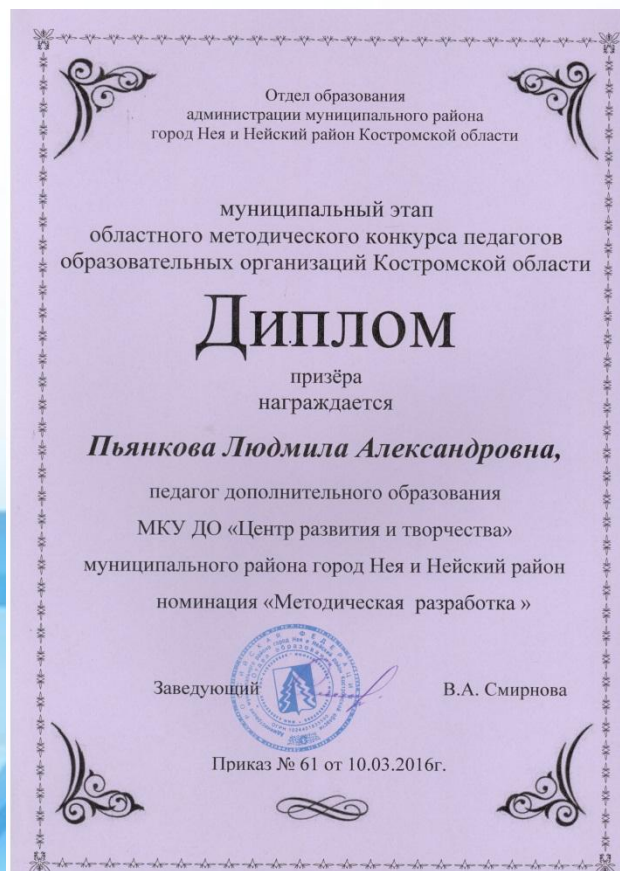 Отдел образования
администрации муниципального района
город Нея и Нейский район Костромской области
муниципальный этап
областного методического конкурса педагогов
образовательных организаций Костромской области
Диплом
призёра
награждается
Пьянкова Людмила Александровна,
педагог дополнительного образования
МКУ ДО «Центр развития и творчества»
муниципального района город Нея и Нейский район
номинация «Методическая разработка »
Заведующий В.А. Смирнова
Приказ № 61 от 10.03.2016г.